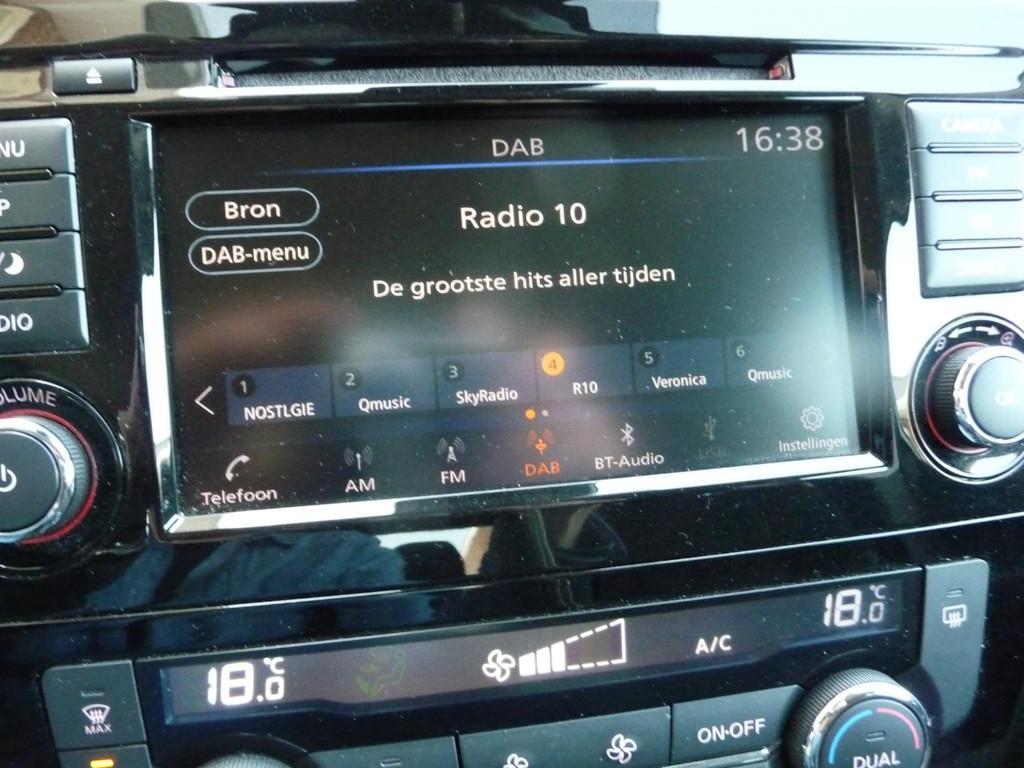 DAB
16:38
NU
CAMERA
P
Bron
Radio 10
DAB-menu
De grootste hits aller tijden
DIO
1 NOSTLGIE
2 Qmusic
3 SkyRadio
4 R10
5 Veronica
6 Qmusic
OLUME
OK
Telefoon
AM
FM
DAB
BT-Audio
USB
Instellingen
18.0 °C
A/C
18.0 °C
MAX
ON·OFF
DUAL